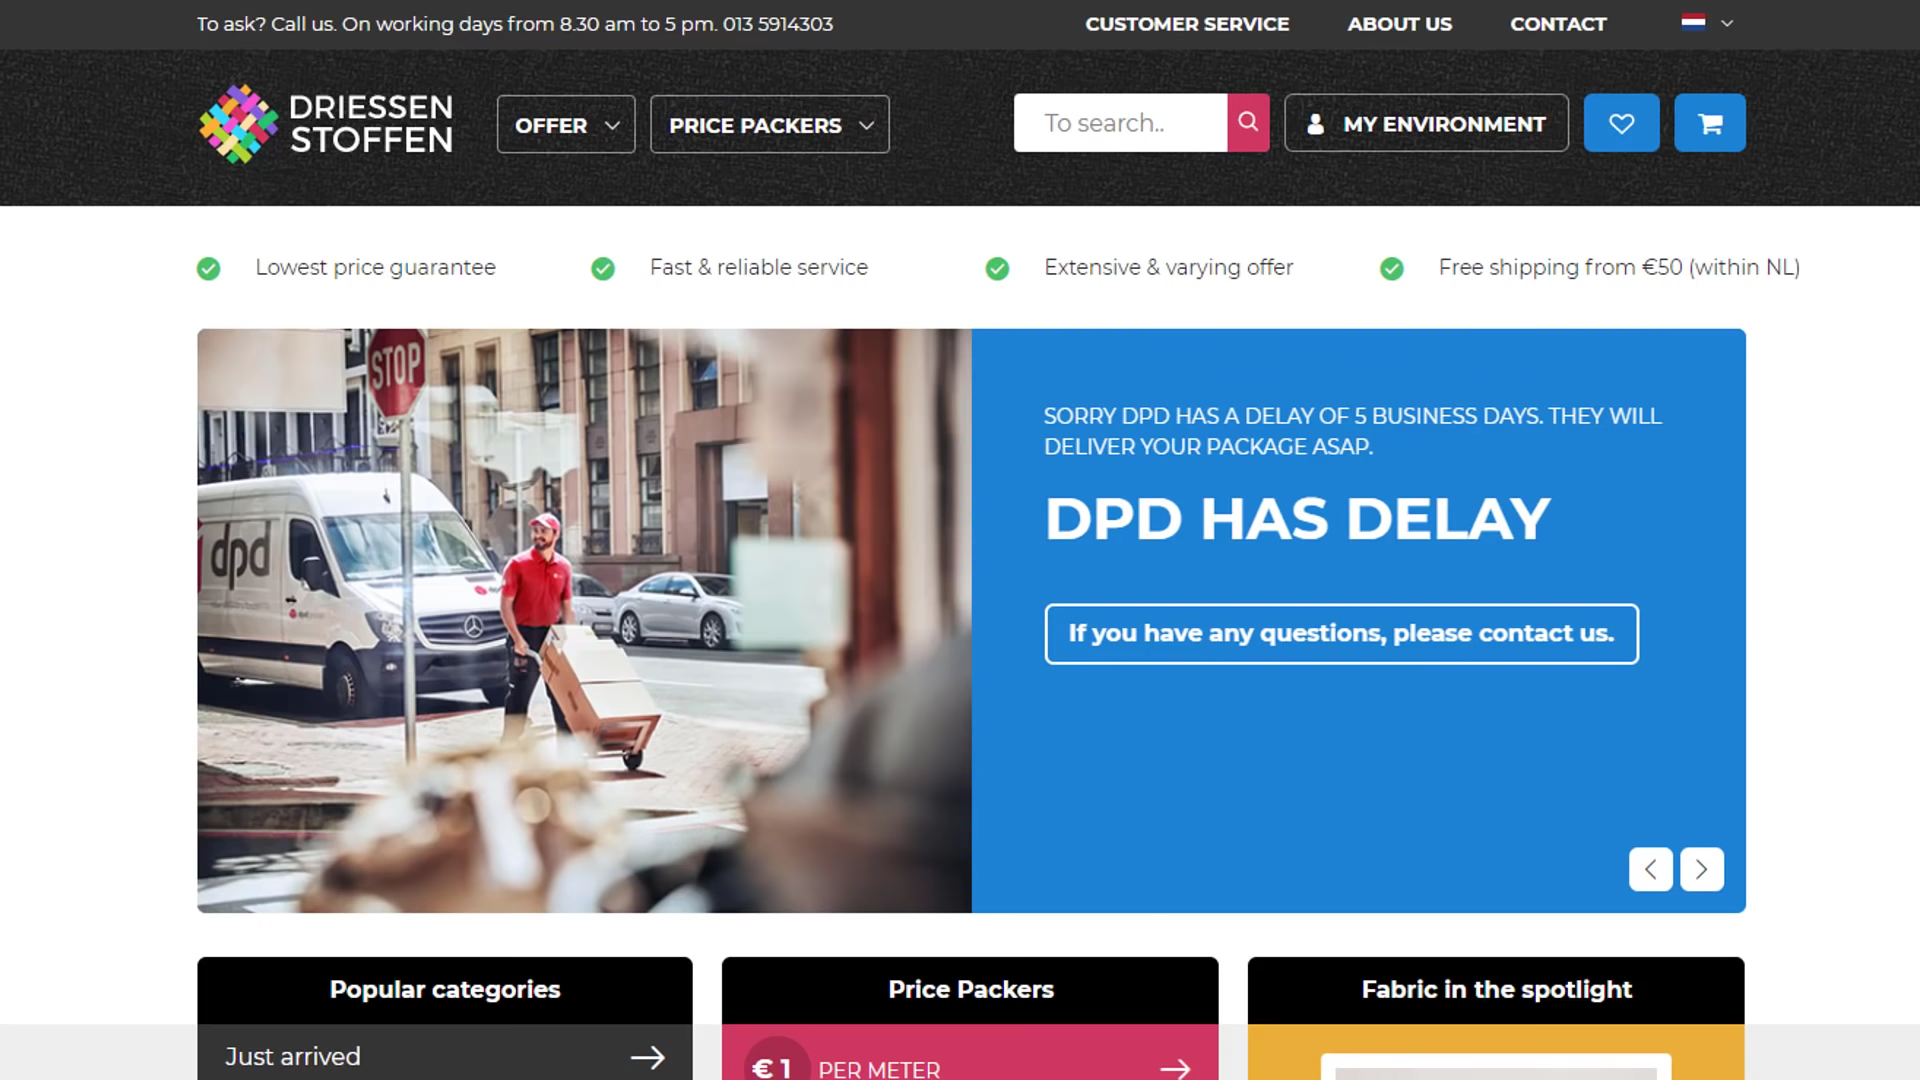 To ask? Call us. On working days from 8.30 am to 5 pm. 013 5914303
CUSTOMER SERVICE
ABOUT US
CONTACT
DRIESSEN
STOFFEN
OFFER
PRICE PACKERS
To search..
MY ENVIRONMENT
Lowest price guarantee
Fast & reliable service
Extensive & varying offer
Free shipping from €50 (within NL)
STOP
dpd
SORRY DPD HAS A DELAY OF 5 BUSINESS DAYS. THEY WILL
DELIVER YOUR PACKAGE ASAP.
DPD HAS DELAY
If you have any questions, please contact us.
Popular categories
Price Packers
Fabric in the spotlight
Just arrived
€ 1 PER METER